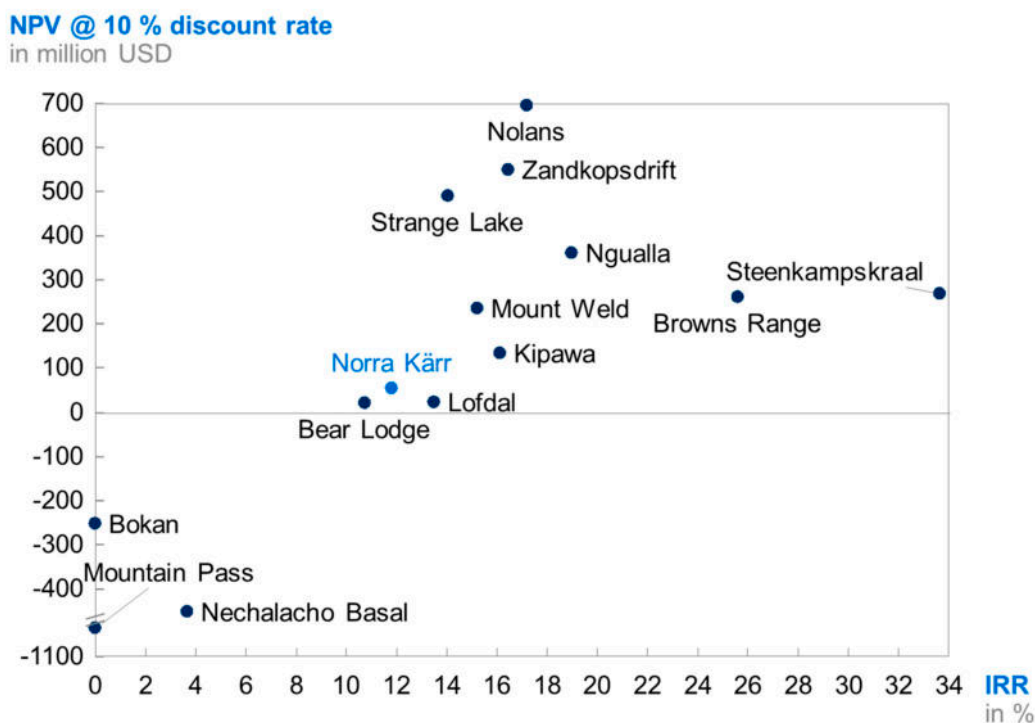 NPV @ 10 % discount rate
in million USD
700
Nolans
600
Zandkopsdrift
500
Strange Lake
400
Ngualla
Steenkampskraal
300
Browns Range
Mount Weld
200
Kipawa
100
Norra Kärr
Lofdal
0
Bear Lodge
-100
-200
Bokan
-300
Mountain Pass
-400
Nechalacho Basal
-1100
0 2 4 6 8 10 12 14 16 18 20 22 24 26 28 30 32 34
IRR
in %